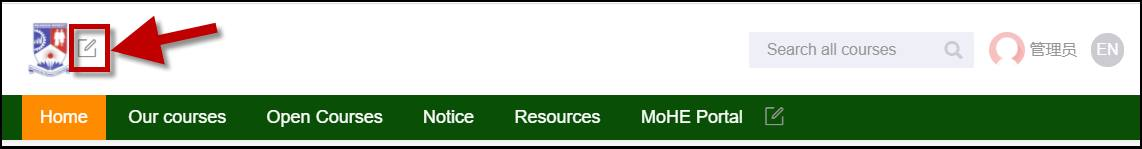 Search all courses
管理员
EN
Home Our courses Open Courses Notice Resources MoHE Portal